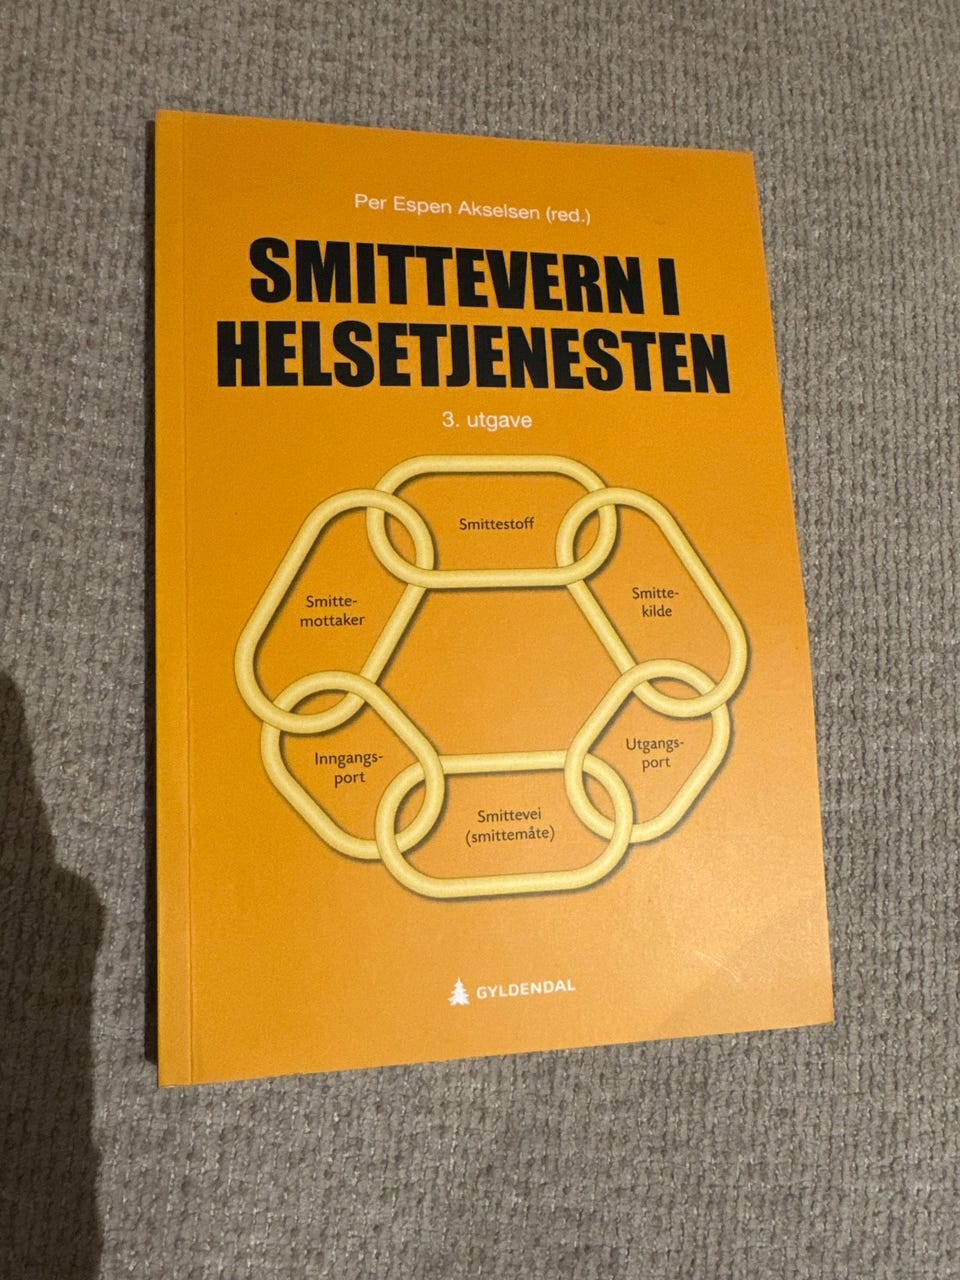 Per Espen Akselsen (red.)
SMITTEVERN I
HELSETJENESTEN
3. utgave
Smittestoff
Smitte-
kilde
Utgangs-
port
Smittevei
(smittemåte)
Inngangs-
port
Smitte-
mottaker
GYLDENDAL